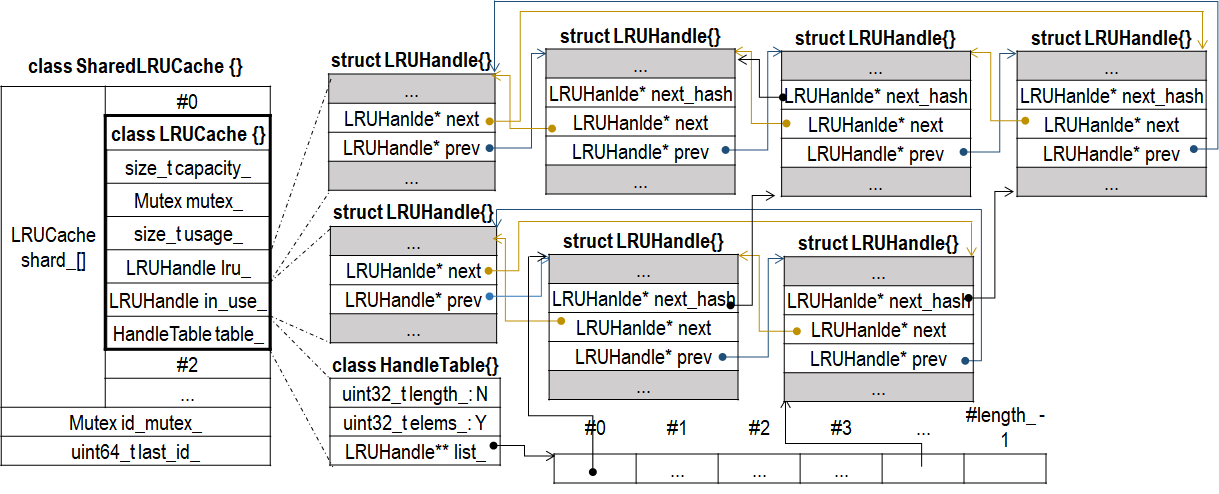 class SharedLRUCache {}
LRUCache
shard_[]
#0
class LRUCache {}
size_t capacity_
Mutex mutex_
size_t usage_
LRUHandle lru_
LRUHandle in_use_
HandleTable table_
#2
...
Mutex id_mutex_
uint64_t last_id_
struct LRUHandle{}
...
LRUHanlde* next
LRUHandle* prev
...
struct LRUHandle{}
...
LRUHanlde* next_hash
LRUHanlde* next
LRUHandle* prev
...
struct LRUHandle{}
...
LRUHanlde* next_hash
LRUHanlde* next
LRUHandle* prev
...
struct LRUHandle{}
...
LRUHanlde* next_hash
LRUHanlde* next
LRUHandle* prev
...
struct LRUHandle{}
...
LRUHanlde* next
LRUHandle* prev
...
struct LRUHandle{}
...
LRUHanlde* next_hash
LRUHanlde* next
LRUHandle* prev
...
struct LRUHandle{}
...
LRUHanlde* next_hash
LRUHanlde* next
LRUHandle* prev
...
class HandleTable{}
uint32_t length_: N
uint32_t elems_: Y
LRUHandle** list_
#0
#1
#2
#3
...
#length_-
1
...
...
...
...